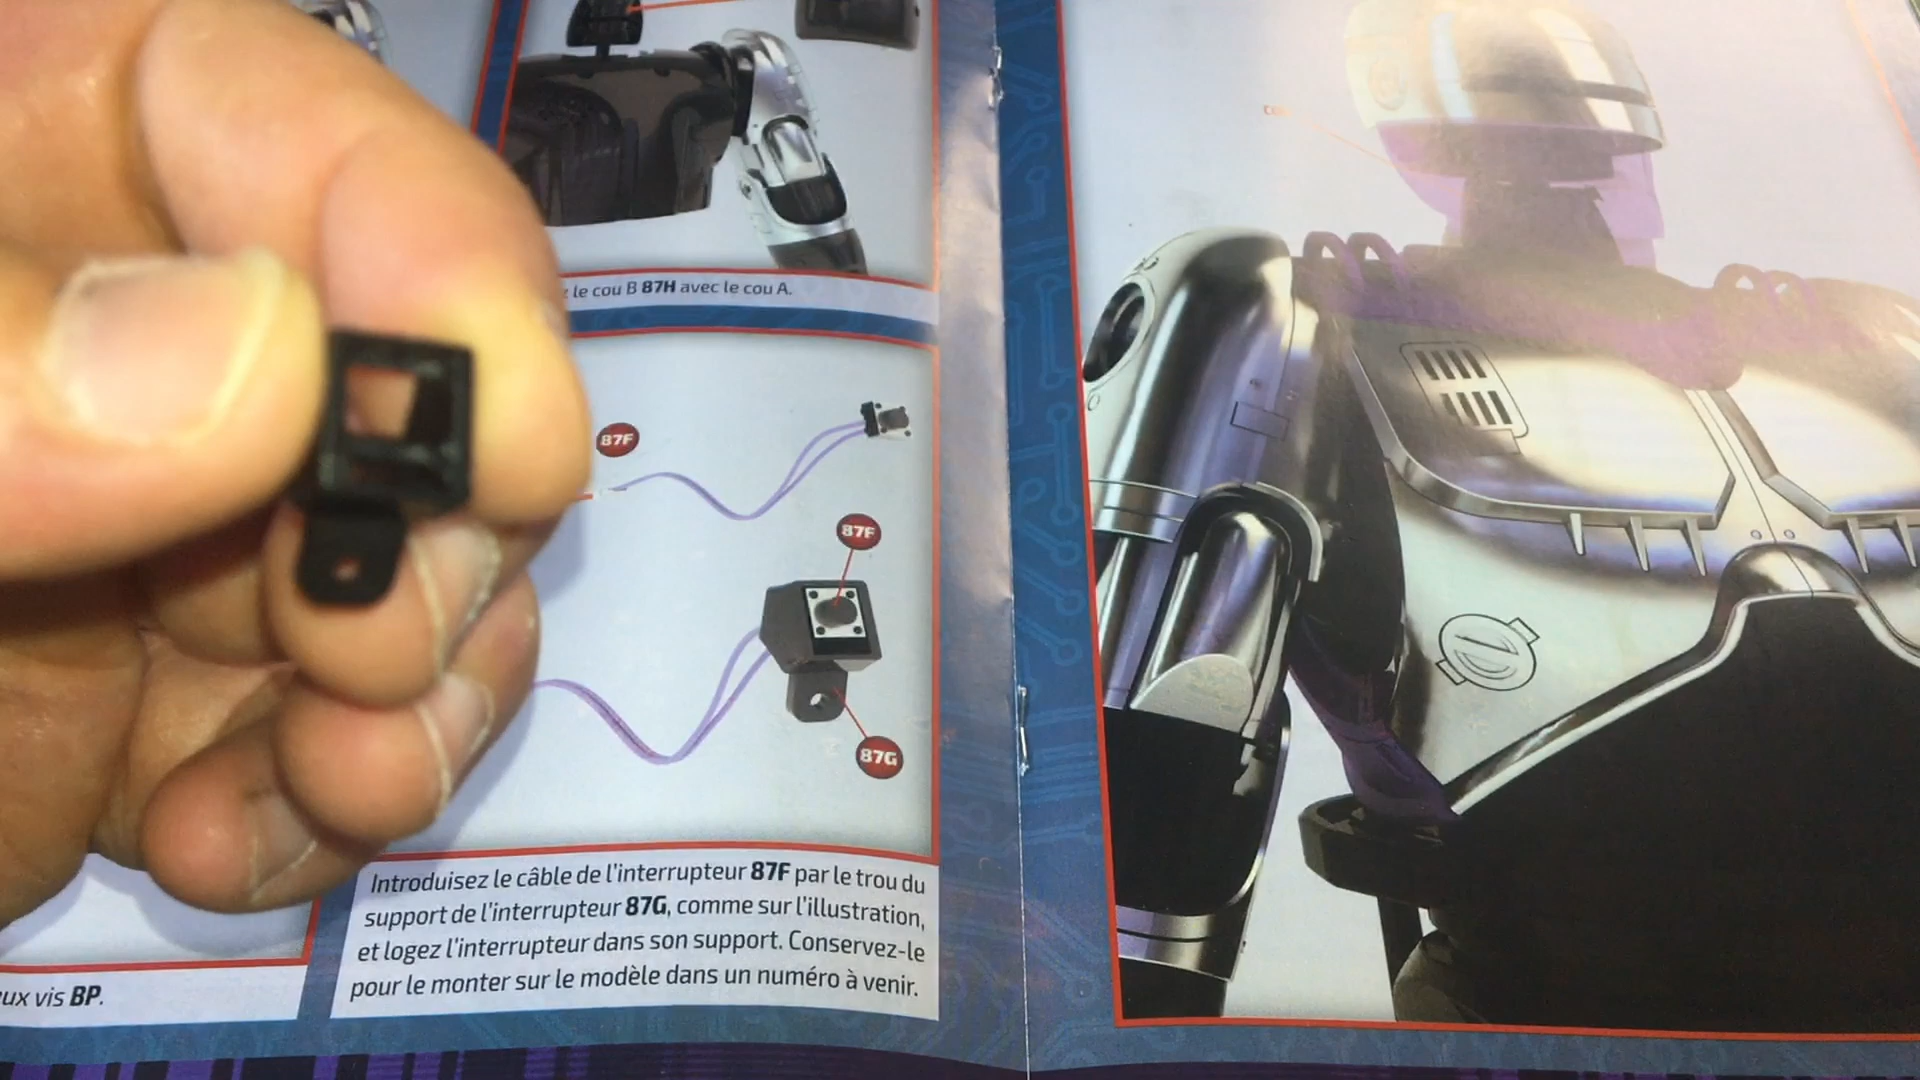 le cou B 87H avec le cou A.
87F
87F
87G
Introduisez le câble de l'interrupteur 87F par le trou du
support de l'interrupteur 87G, comme sur l'illustration,
et logez l'interrupteur dans son support. Conservez-le
pour le monter sur le modèle dans un numéro à venir.
vis BP.